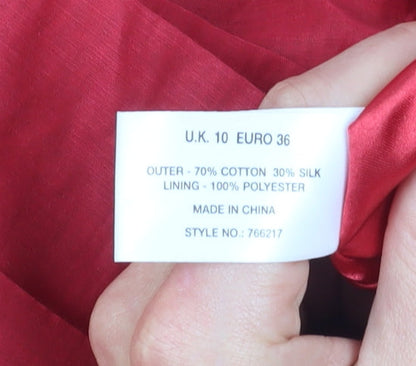 U.K. 10 EURO 36
OUTER - 70% COTTON 30% SILK
LINING - 100% POLYESTER
MADE IN CHINA
STYLE NO.: 766217